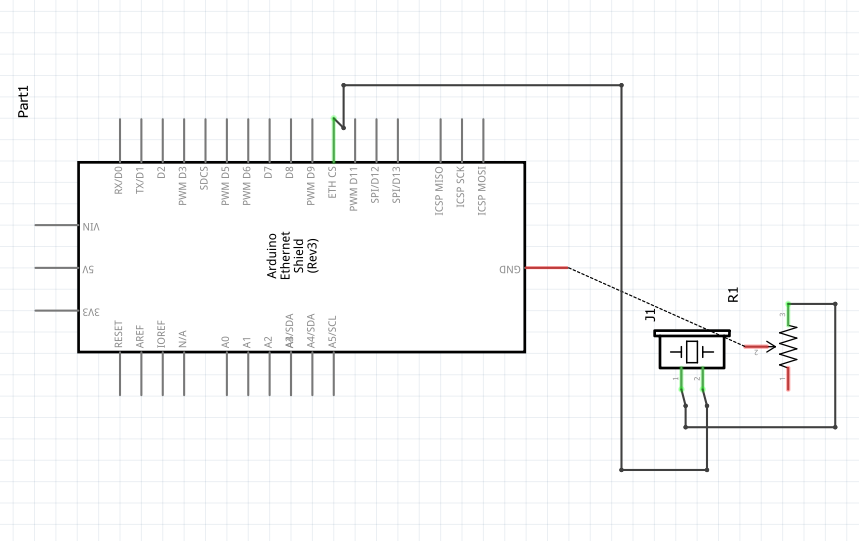 Part1
RX/D0
TX/D1
D2
PWM D3
SDCS
PWM D5
PWM D6
D7
D8
PWM D9
ETH CS
PWM D11
SPI/D12
SPI/D13
ICSP MISO
ICSP SCK
ICSP MOSI
VIN
5V
3V3
Arduino
Ethernet
Shield
(Rev3)
GND
RESET
AREF
IOREF
N/A
A0
A1
A2
A4/SDA
A5/SCL
J1
1
2
R1
3
2
1